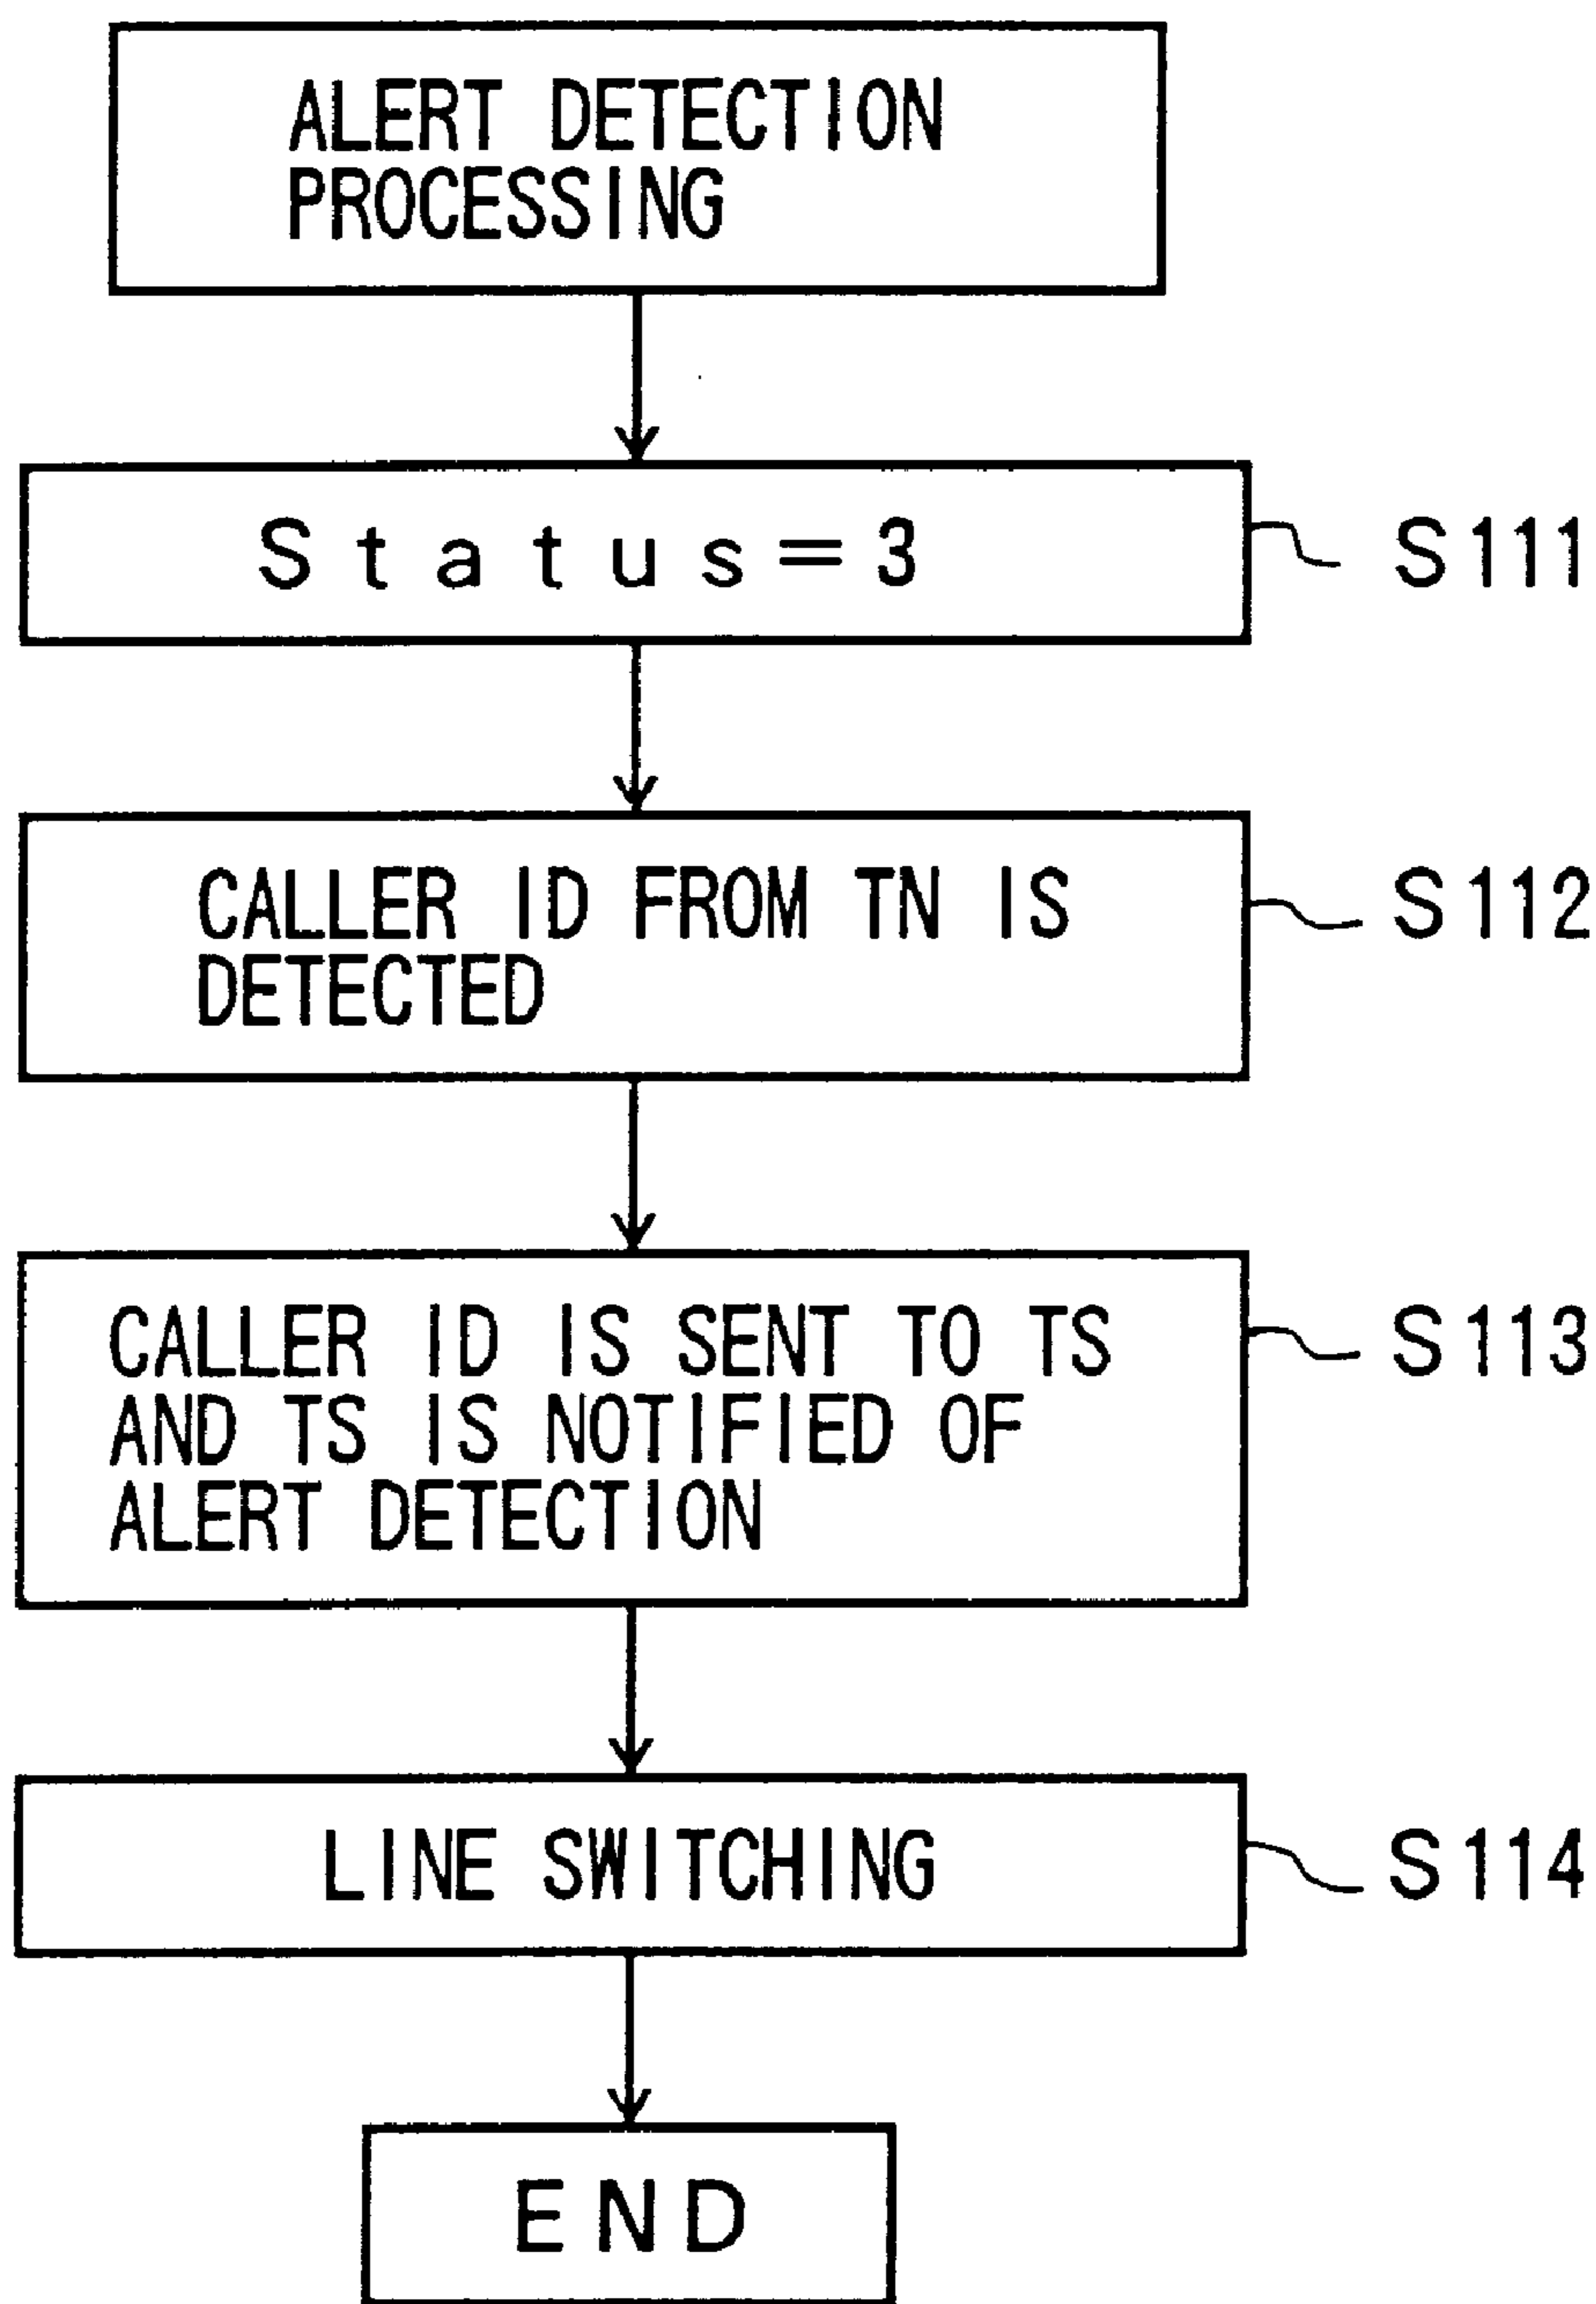 ALERT DETECTION
PROCESSING
Status=3
S111
CALLER ID FROM TN IS
DETECTED
S112
CALLER ID IS SENT TO TS
AND TS IS NOTIFIED OF
ALERT DETECTION
S113
LINE SWITCHING
S114
END